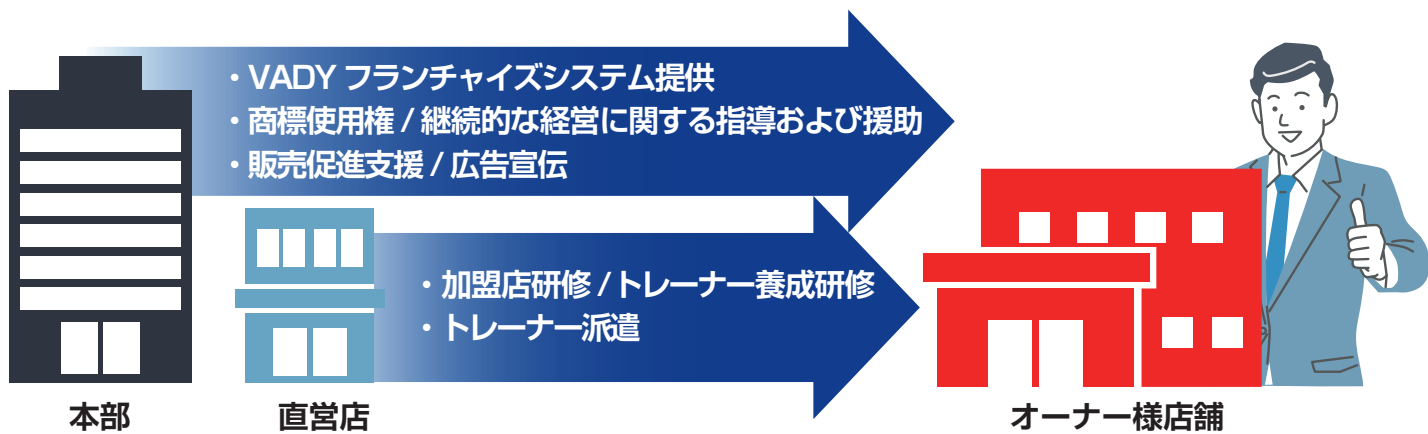 ・VADY フランチャイズシステム提供
・商標使用権 / 継続的な経営に関する指導および援助
・販売促進支援 / 広告宣伝
・加盟店研修 / トレーナー養成研修
・トレーナー派遣
本部
直営店
オーナー様店舗